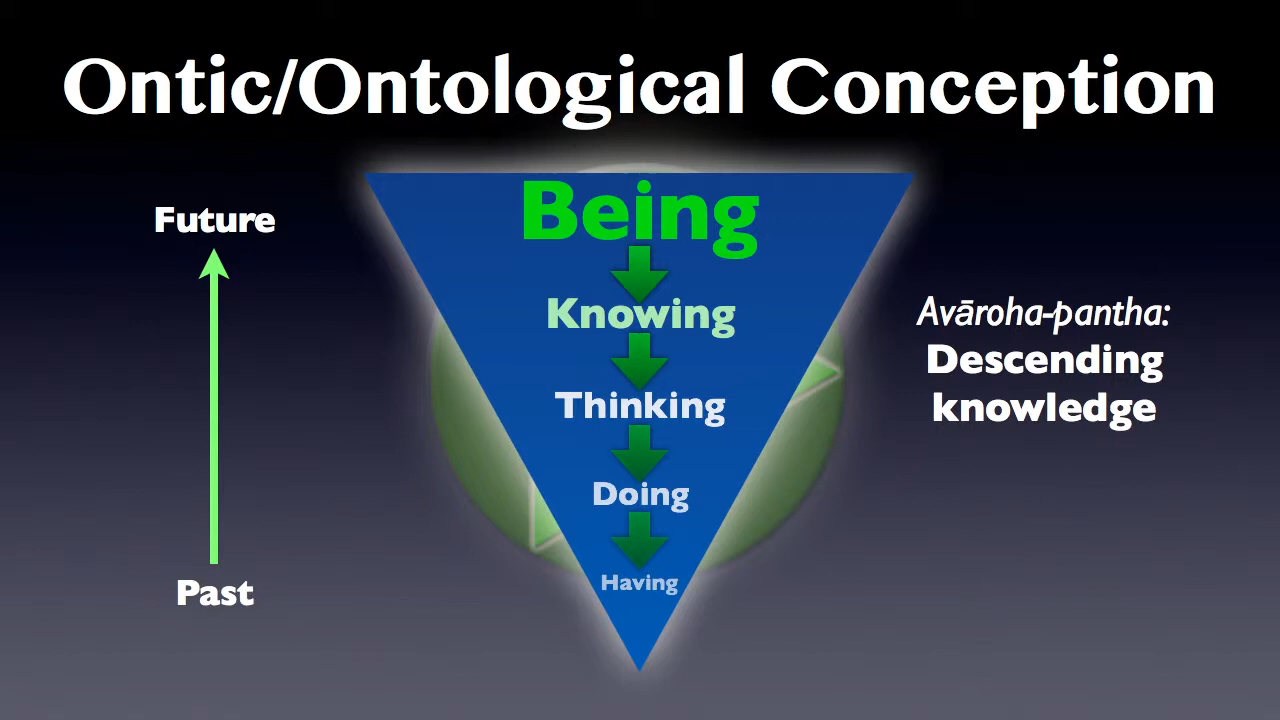 Ontic/Ontological Conception
Being
Future
Knowing
Avāroha-pantha:
Descending
knowledge
Thinking
Doing
Having
Past